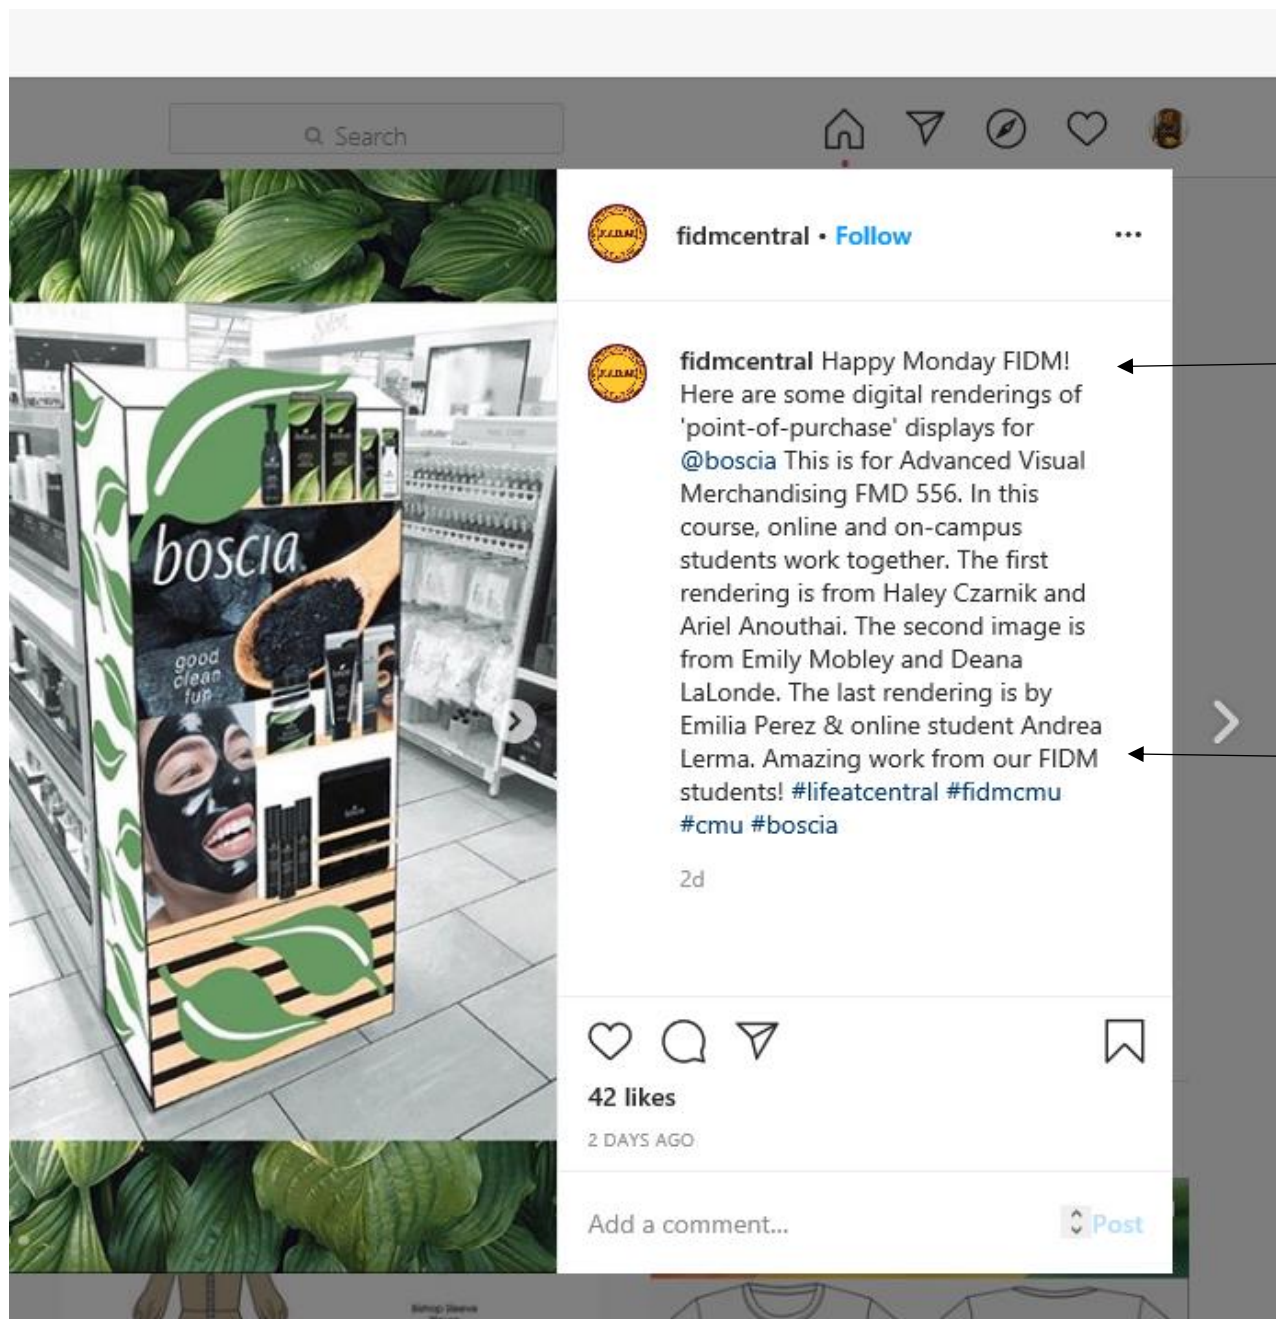 Search
fidmcentral • Follow
fidmcentral Happy Monday FIDM!
Here are some digital renderings of
'point-of-purchase' displays for
@boscia This is for Advanced Visual
Merchandising FMD 556. In this
course, online and on-campus
students work together. The first
rendering is from Haley Czarnik and
Ariel Anouthai. The second image is
from Emily Mobley and Deana
LaLonde. The last rendering is by
Emilia Perez & online student Andrea
Lerma. Amazing work from our FIDM
students! #lifeatcentral #fidmcmu
#cmu #boscia
2d
42 likes
2 DAYS AGO
Add a comment...
Post
boscia
good
clean
fun
Bishop Sleeve